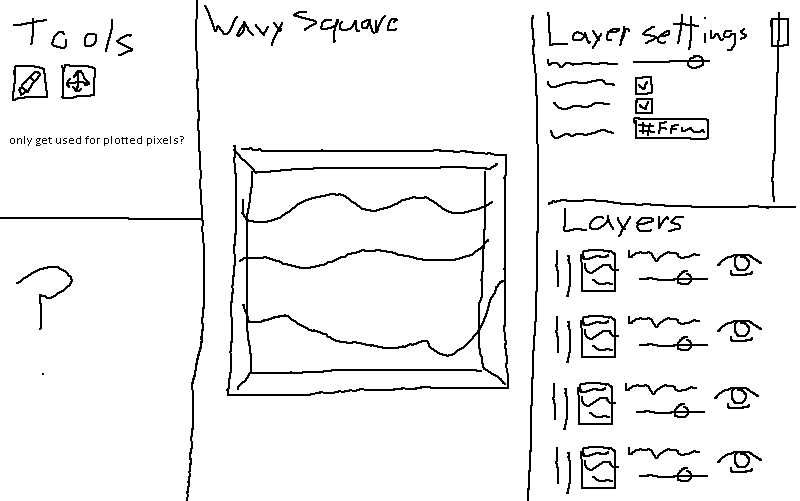 Tools
only get used for plotted pixels?
?
Wavy Square
Layer settings
#FF
Layers